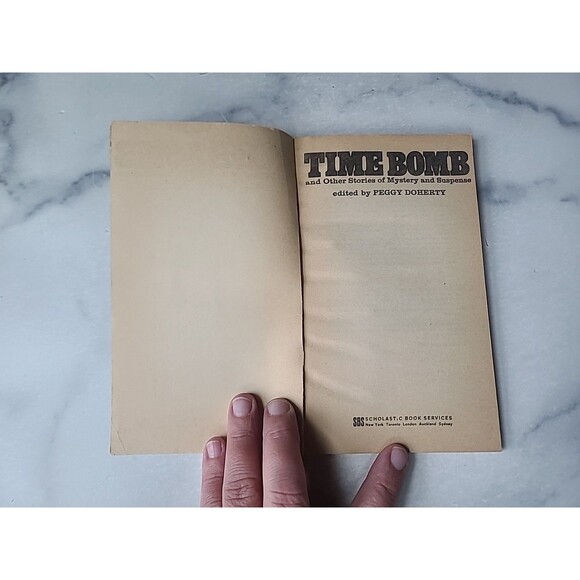 TIME BOMB
and Other Stories of Mystery and Suspense
edited by PEGGY DOHERTY
SBS SCHOLASTIC BOOK SERVICES
New York Toronto London Auckland Sydney